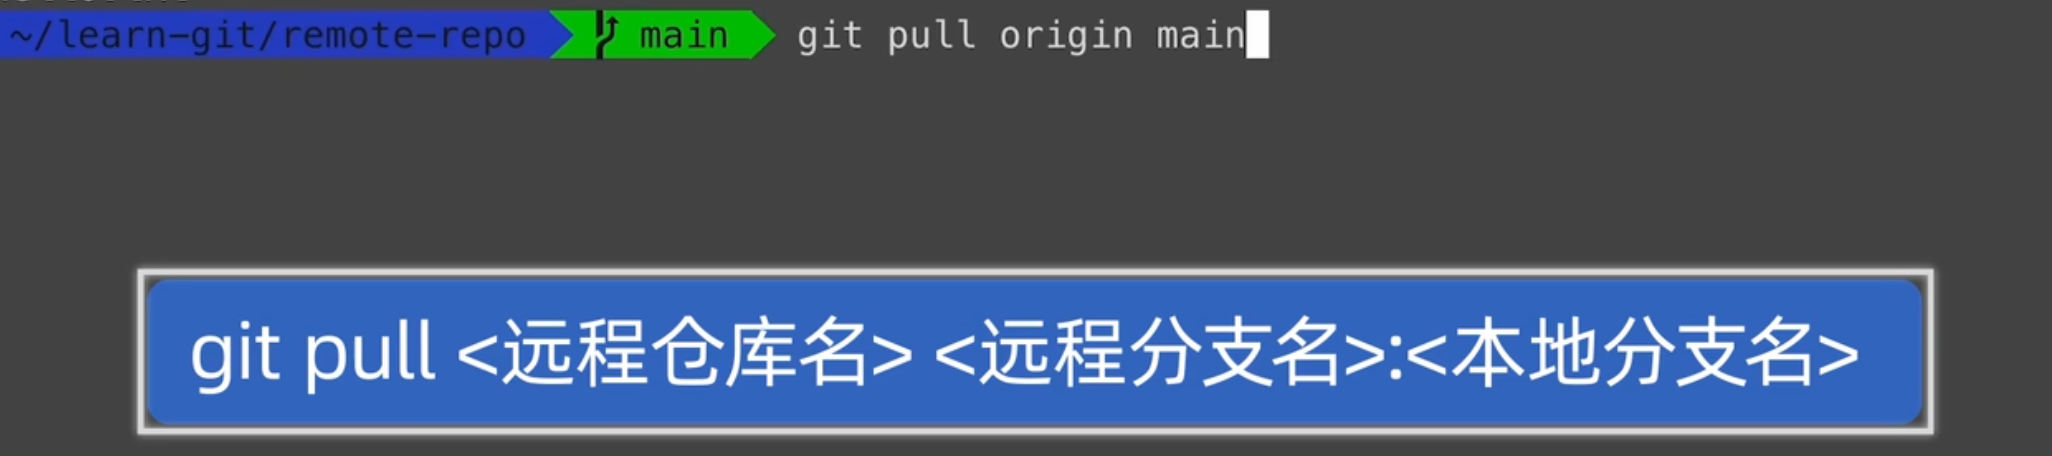 ~/learn-git/remote-repo main git pull origin main
git pull <远程仓库名> <远程分支名>:<本地分支名>